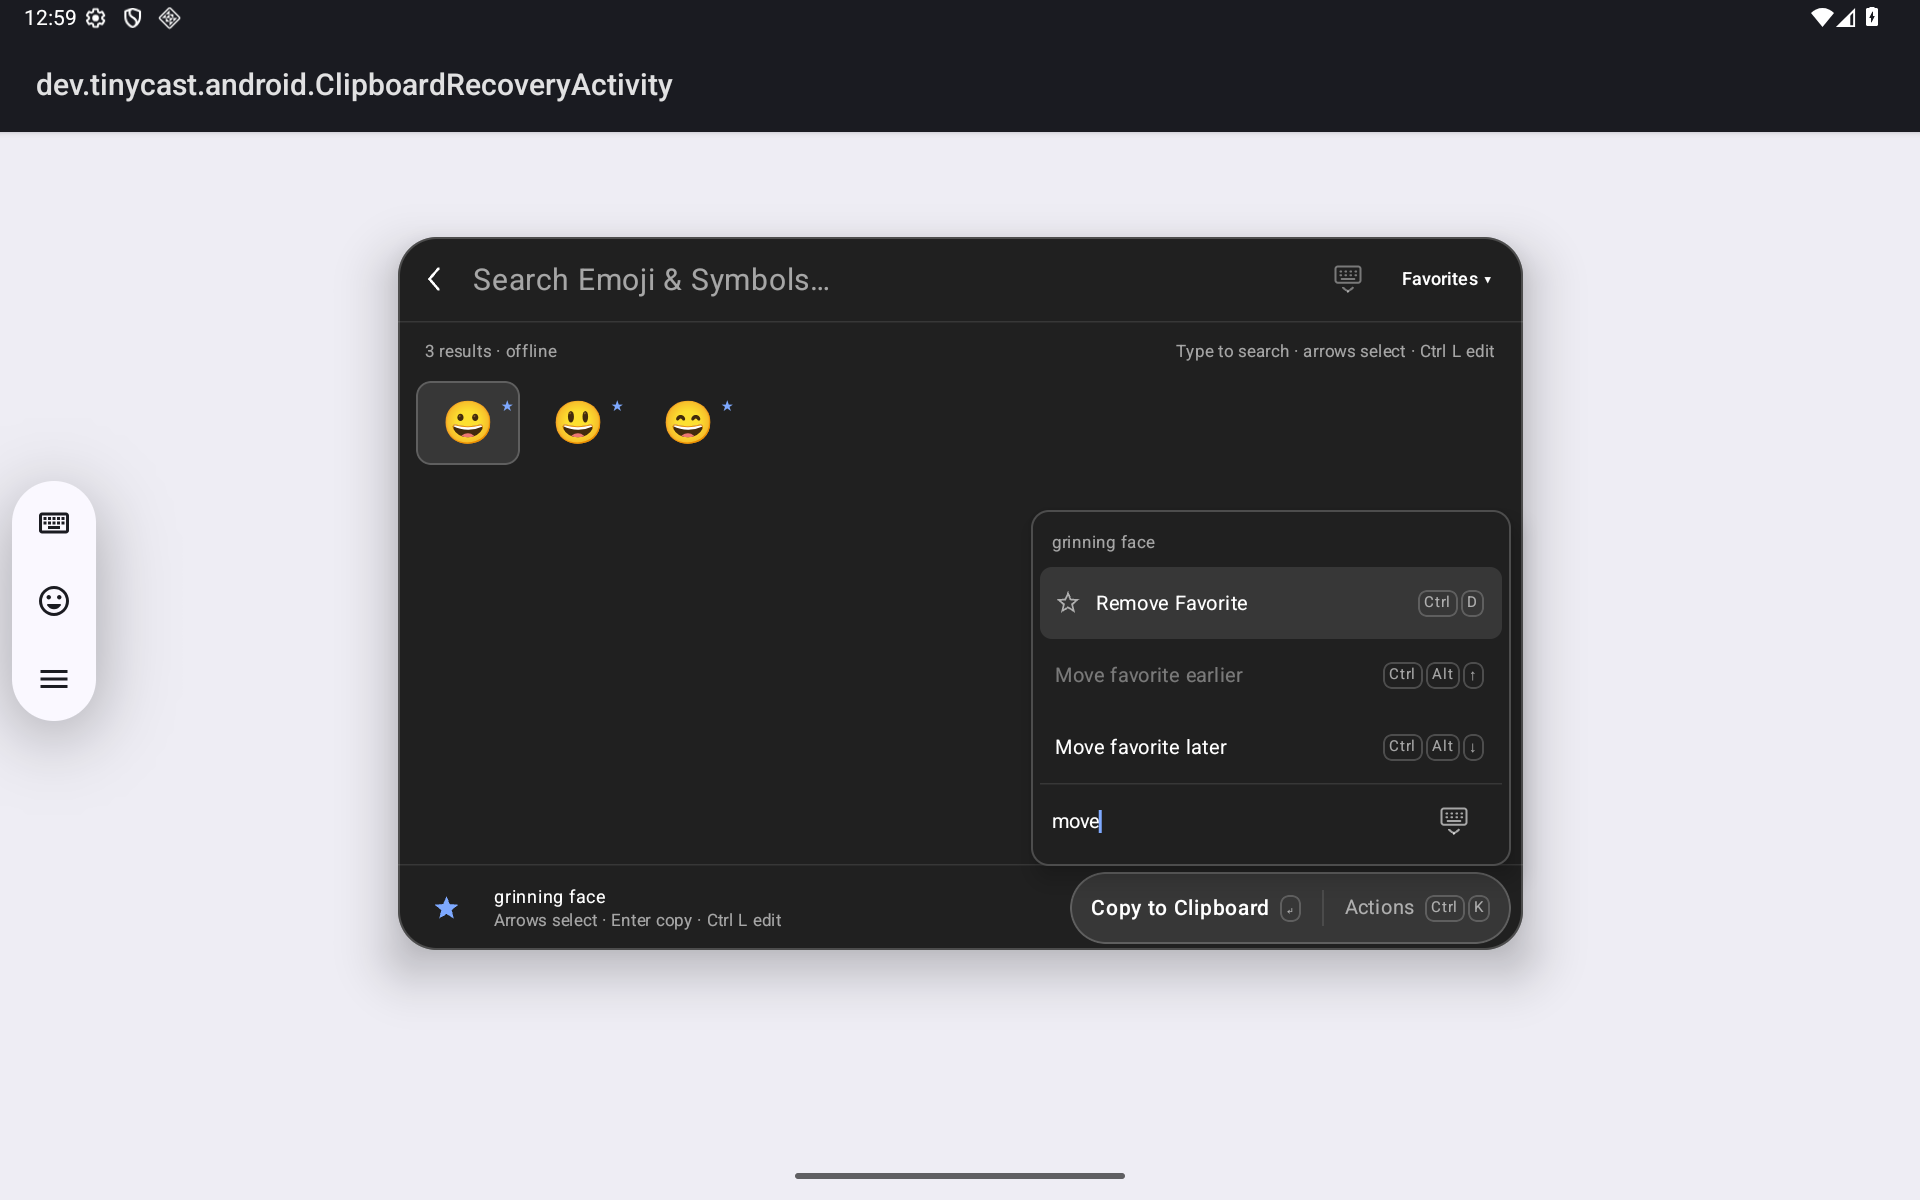 12:59
dev.tinycast.android.ClipboardRecoveryActivity
Search Emoji & Symbols…
Favorites ▾
3 results · offline
Type to search · arrows select · Ctrl L edit
grinning face
Remove Favorite Ctrl D
Move favorite earlier Ctrl Alt ↑
Move favorite later Ctrl Alt ↓
move
grinning face
Arrows select · Enter copy · Ctrl L edit
Copy to Clipboard ↲
Actions Ctrl K